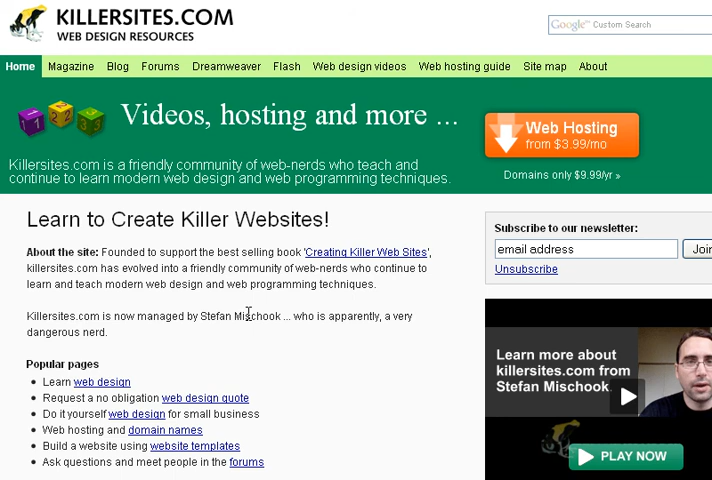 KILLERSITES.COM
WEB DESIGN RESOURCES
Google™ Custom Search
Home Magazine Blog Forums Dreamweaver Flash Web design videos Web hosting guide Site map About
1 1 2 2 3 3
Videos, hosting and more ...
Killersites.com is a friendly community of web-nerds who teach and
continue to learn modern web design and web programming techniques.
Web Hosting
from $3.99/mo
Domains only $9.99/yr »
Learn to Create Killer Websites!
About the site: Founded to support the best selling book 'Creating Killer Web Sites',
killersites.com has evolved into a friendly community of web-nerds who continue to
learn and teach modern web design and web programming techniques.
Killersites.com is now managed by Stefan Mischook ... who is apparently, a very
dangerous nerd.
Popular pages
• Learn web design
• Request a no obligation web design quote
• Do it yourself web design for small business
• Web hosting and domain names
• Build a website using website templates
• Ask questions and meet people in the forums
Subscribe to our newsletter:
email address
Join
Unsubscribe
Learn more about
killersites.com from
Stefan Mischook.
PLAY NOW